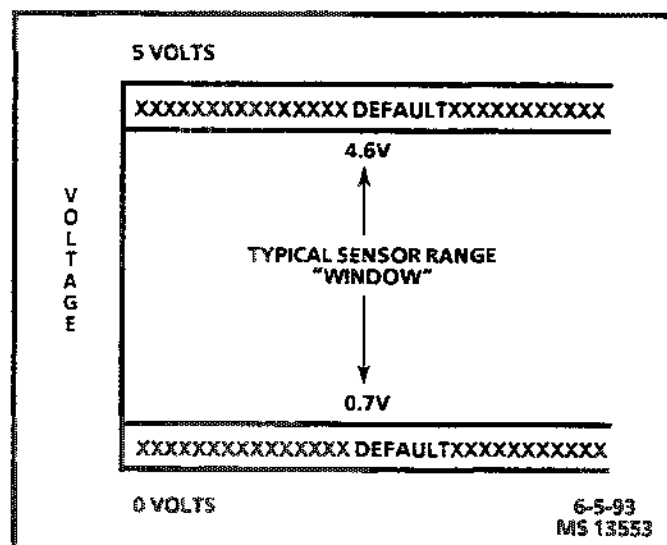 5 VOLTS
XXXXXXXXXXXXXXX DEFAULTXXXXXXXXXXX
4.6V
VOLTAGE
TYPICAL SENSOR RANGE
"WINDOW"
0.7V
XXXXXXXXXXXXXXX DEFAULTXXXXXXXXXXX
0 VOLTS
6-5-93
MS 13553